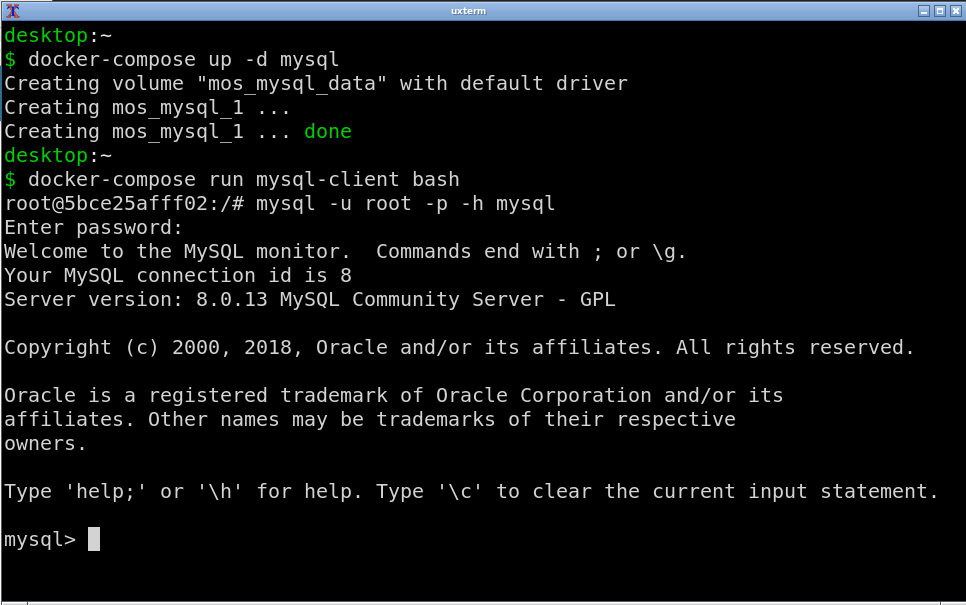 uxterm
desktop:~
$ docker-compose up -d mysql
Creating volume "mos_mysql_data" with default driver
Creating mos_mysql_1 ...
Creating mos_mysql_1 ... done
desktop:~
$ docker-compose run mysql-client bash
root@5bce25afff02:/# mysql -u root -p -h mysql
Enter password:
Welcome to the MySQL monitor.  Commands end with ; or \g.
Your MySQL connection id is 8
Server version: 8.0.13 MySQL Community Server - GPL

Copyright (c) 2000, 2018, Oracle and/or its affiliates. All rights reserved.

Oracle is a registered trademark of Oracle Corporation and/or its
affiliates. Other names may be trademarks of their respective
owners.

Type 'help;' or '\h' for help. Type '\c' to clear the current input statement.

mysql>